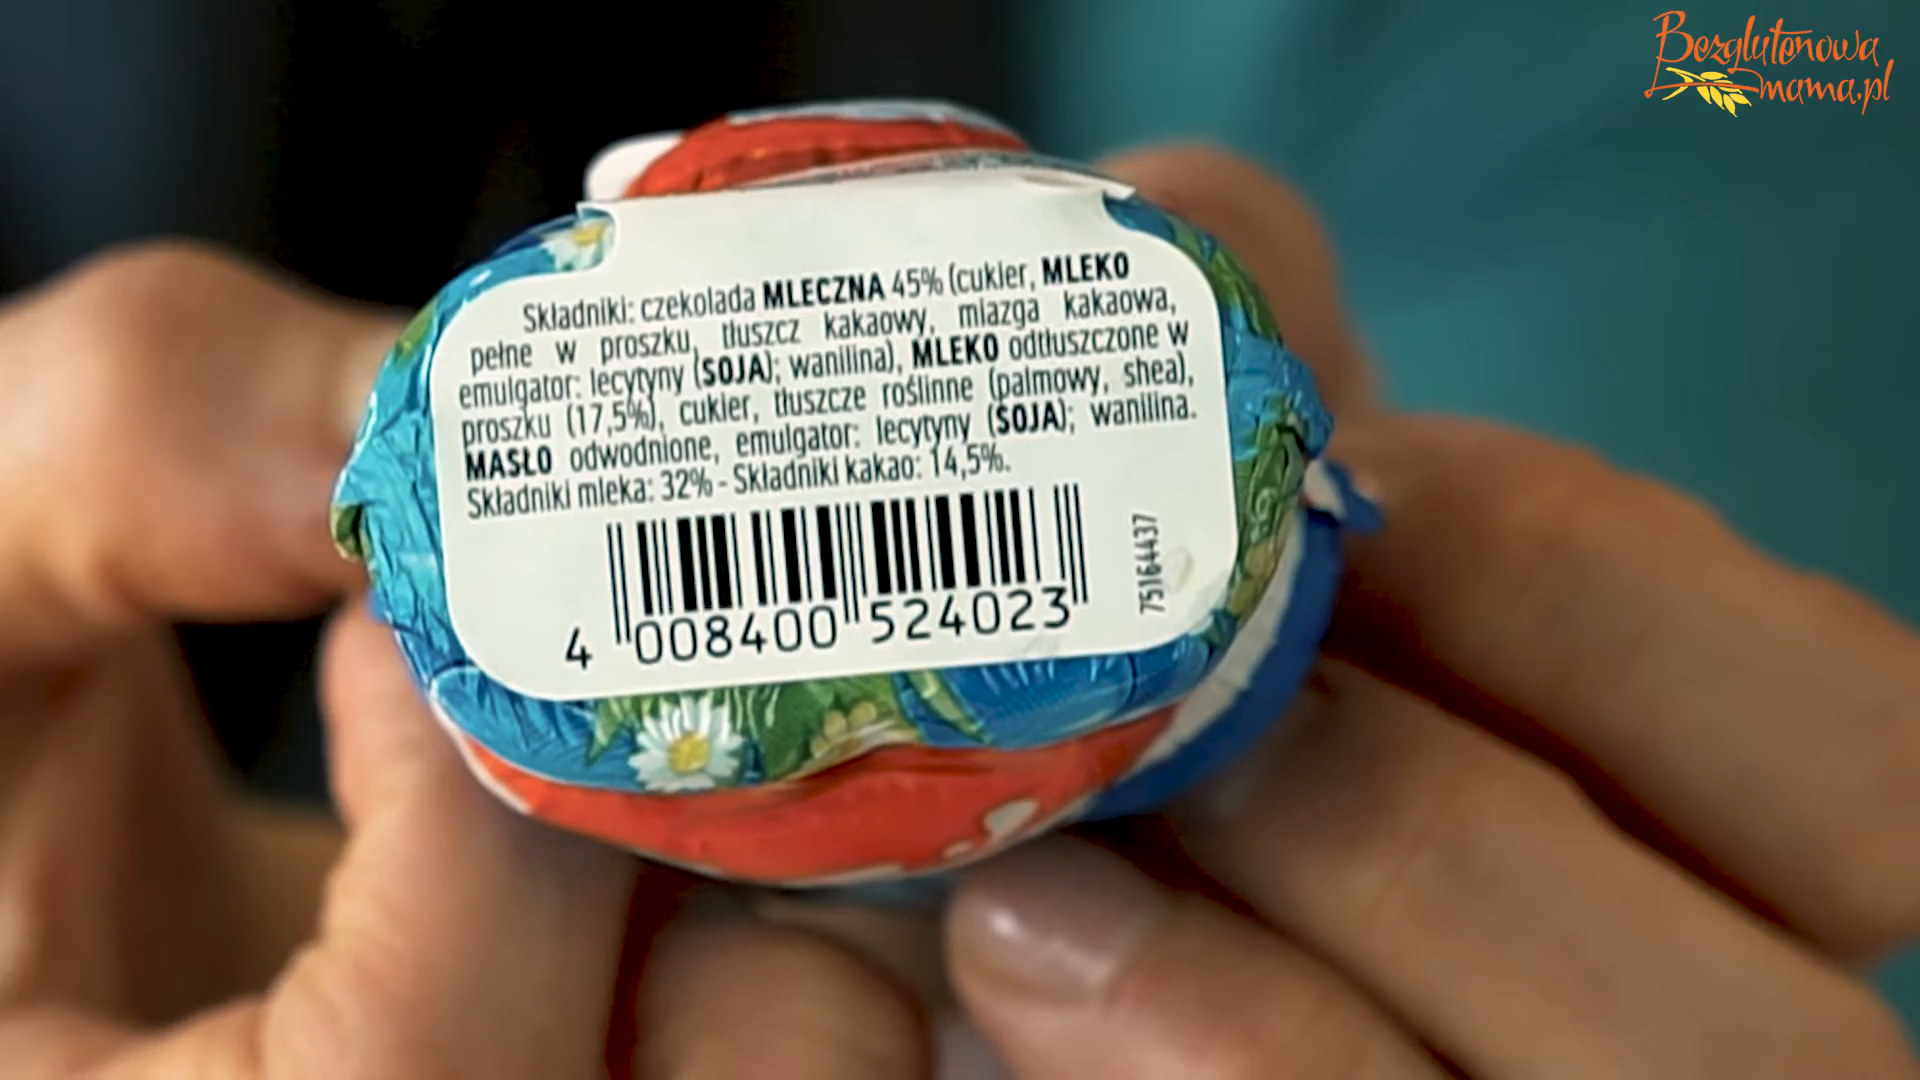 Bezglutenowa
mama.pl
Składniki: czekolada MLECZNA 45% (cukier, MLEKO
pełne w proszku, tłuszcz kakaowy, miazga kakaowa,
emulgator: lecytyny (SOJA); wanilina), MLEKO odtłuszczone w
proszku (17,5%), cukier, tłuszcze roślinne (palmowy, shea),
MASŁO odwodnione, emulgator: lecytyny (SOJA); wanilina.
Składniki mleka: 32% - Składniki kakao: 14,5%.
4 008400 524023
75164437